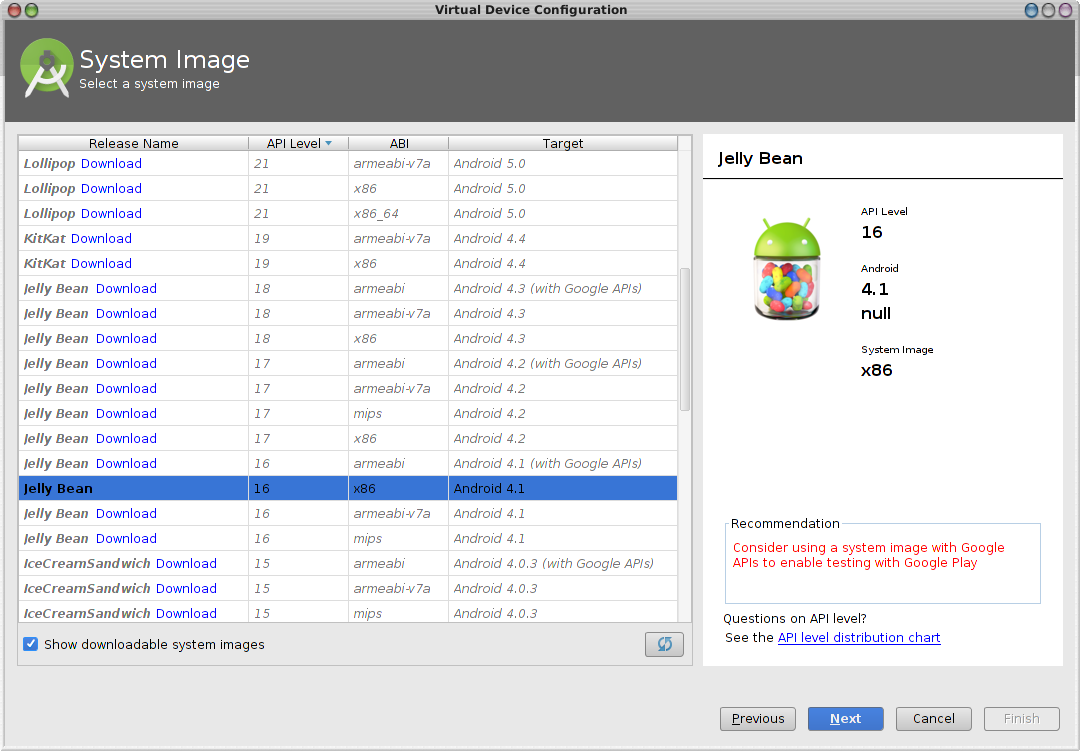 Virtual Device Configuration
System Image
Select a system image
Release Name API Level ABI Target
Lollipop Download 21 armeabi-v7a Android 5.0
Lollipop Download 21 x86 Android 5.0
Lollipop Download 21 x86_64 Android 5.0
KitKat Download 19 armeabi-v7a Android 4.4
KitKat Download 19 x86 Android 4.4
Jelly Bean Download 18 armeabi Android 4.3 (with Google APIs)
Jelly Bean Download 18 armeabi-v7a Android 4.3
Jelly Bean Download 18 x86 Android 4.3
Jelly Bean Download 17 armeabi Android 4.2 (with Google APIs)
Jelly Bean Download 17 armeabi-v7a Android 4.2
Jelly Bean Download 17 mips Android 4.2
Jelly Bean Download 17 x86 Android 4.2
Jelly Bean Download 16 armeabi Android 4.1 (with Google APIs)
Jelly Bean 16 x86 Android 4.1
Jelly Bean Download 16 armeabi-v7a Android 4.1
Jelly Bean Download 16 mips Android 4.1
IceCreamSandwich Download 15 armeabi Android 4.0.3 (with Google APIs)
IceCreamSandwich Download 15 armeabi-v7a Android 4.0.3
IceCreamSandwich Download 15 mips Android 4.0.3
Show downloadable system images
Jelly Bean
API Level
16
Android
4.1
null
System Image
x86
Recommendation
Consider using a system image with Google
APIs to enable testing with Google Play
Questions on API level?
See the API level distribution chart
Previous Next Cancel Finish